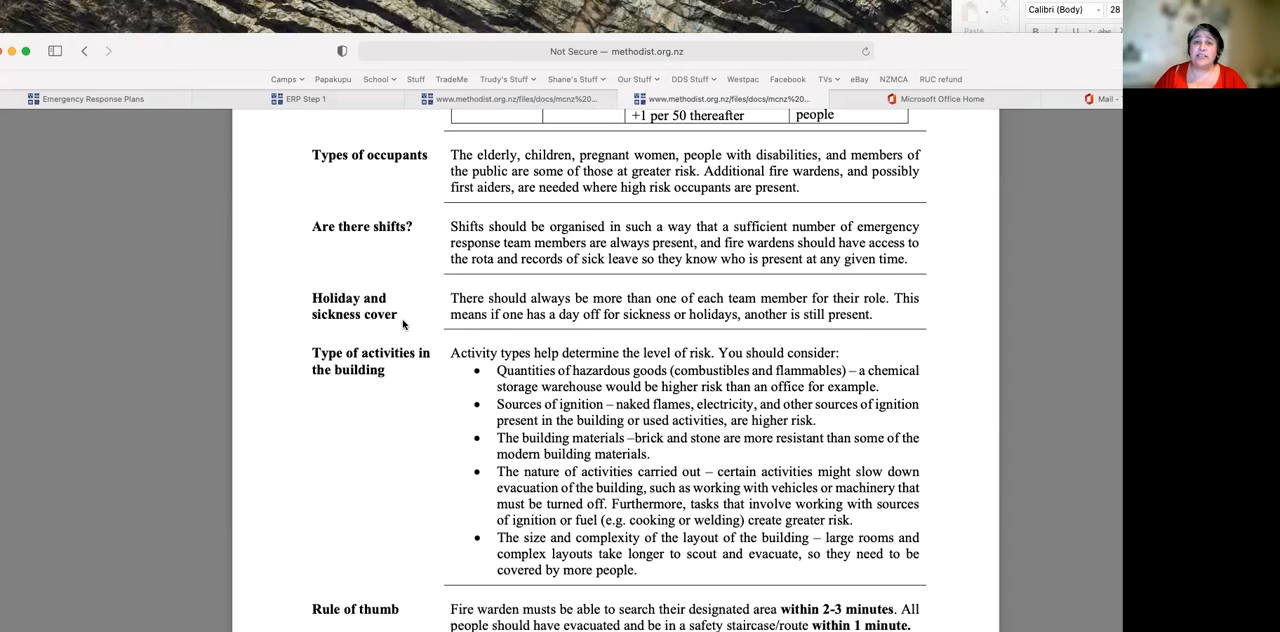 Calibri (Body)
28
Paste
B I U abc
Not Secure — methodist.org.nz
Camps Papakupu School Stuff TradeMe Trudy's Stuff Shane's Stuff Our Stuff DDS Stuff Westpac Facebook TVs eBay NZMCA RUC refund
Emergency Response Plans
ERP Step 1
www.methodist.org.nz/files/docs/mcnz%20...
www.methodist.org.nz/files/docs/mcnz%20...
Microsoft Office Home
Mail -
+1 per 50 thereafter
people
Types of occupants
The elderly, children, pregnant women, people with disabilities, and members of
the public are some of those at greater risk. Additional fire wardens, and possibly
first aiders, are needed where high risk occupants are present.
Are there shifts?
Shifts should be organised in such a way that a sufficient number of emergency
response team members are always present, and fire wardens should have access to
the rota and records of sick leave so they know who is present at any given time.
Holiday and
sickness cover
There should always be more than one of each team member for their role. This
means if one has a day off for sickness or holidays, another is still present.
Type of activities in
the building
Activity types help determine the level of risk. You should consider:
• Quantities of hazardous goods (combustibles and flammables) – a chemical
storage warehouse would be higher risk than an office for example.
• Sources of ignition – naked flames, electricity, and other sources of ignition
present in the building or used activities, are higher risk.
• The building materials –brick and stone are more resistant than some of the
modern building materials.
• The nature of activities carried out – certain activities might slow down
evacuation of the building, such as working with vehicles or machinery that
must be turned off. Furthermore, tasks that involve working with sources
of ignition or fuel (e.g. cooking or welding) create greater risk.
• The size and complexity of the layout of the building – large rooms and
complex layouts take longer to scout and evacuate, so they need to be
covered by more people.
Rule of thumb
Fire warden musts be able to search their designated area within 2-3 minutes. All
people should have evacuated and be in a safety staircase/route within 1 minute.